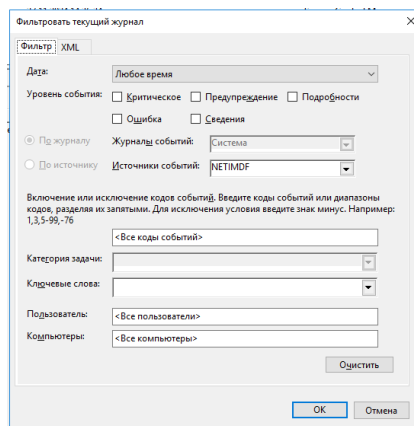 Фильтровать текущий журнал
Фильтр XML
Дата: Любое время
Уровень события: Критическое Предупреждение Подробности
Ошибка Сведения
По журналу Журналы событий: Система
По источнику Источники событий: NETIMDF
Включение или исключение кодов событий. Введите коды событий или диапазоны
кодов, разделяя их запятыми. Для исключения условия введите знак минус. Например:
1,3,5-99,-76
<Все коды событий>
Категория задачи:
Ключевые слова:
Пользователь: <Все пользователи>
Компьютеры: <Все компьютеры>
Очистить
OK Отмена